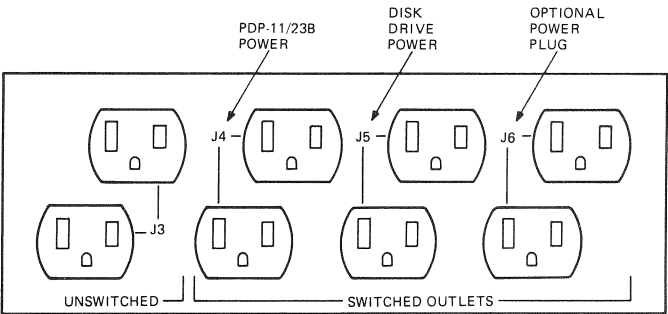 PDP-11/23B
POWER
DISK
DRIVE
POWER
OPTIONAL
POWER
PLUG
J4
J5
J6
J3
UNSWITCHED
SWITCHED OUTLETS